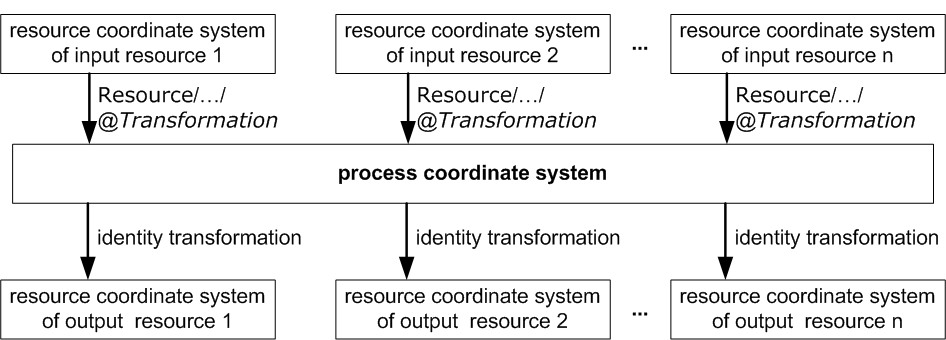 resource coordinate system
of input resource 1
resource coordinate system
of input resource 2
...
resource coordinate system
of input resource n
Resource/…/
@Transformation
Resource/…/
@Transformation
Resource/…/
@Transformation
process coordinate system
identity transformation
identity transformation
identity transformation
resource coordinate system
of output resource 1
resource coordinate system
of output resource 2
...
resource coordinate system
of output resource n